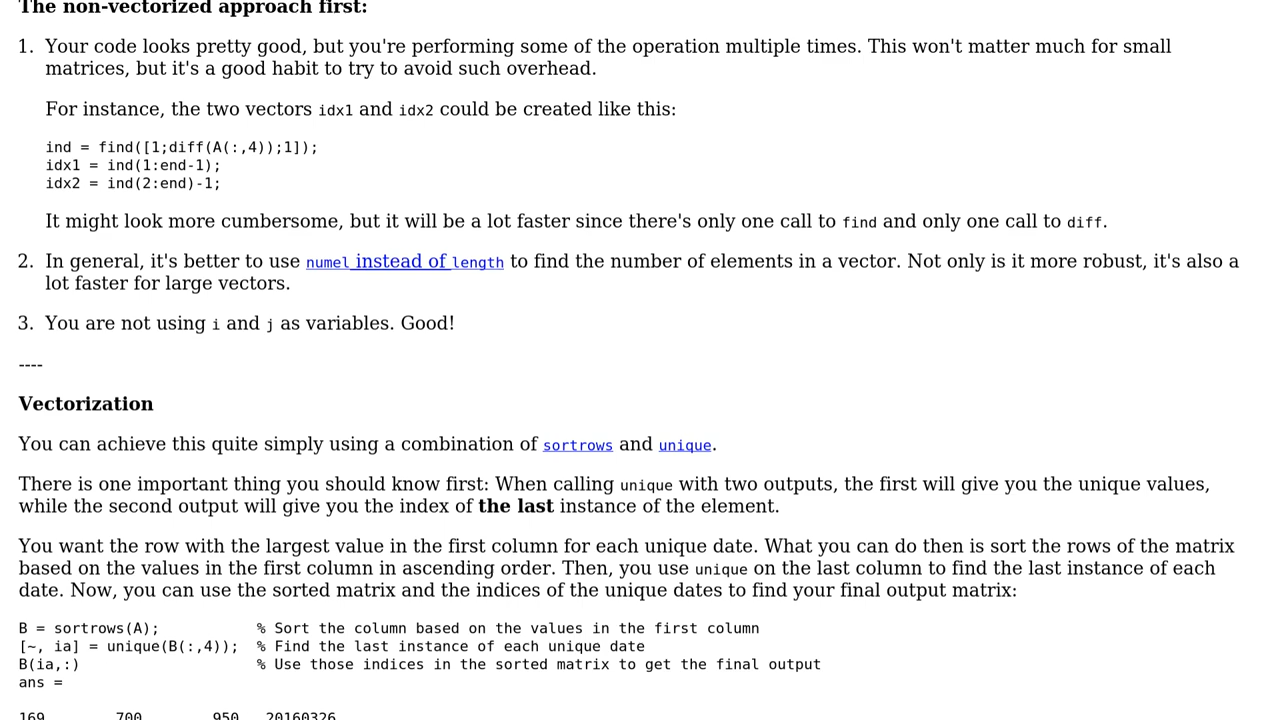 The non-vectorized approach first:
1. Your code looks pretty good, but you're performing some of the operation multiple times. This won't matter much for small
matrices, but it's a good habit to try to avoid such overhead.
For instance, the two vectors idx1 and idx2 could be created like this:
ind = find([1;diff(A(:,4));1]);
idx1 = ind(1:end-1);
idx2 = ind(2:end)-1;
It might look more cumbersome, but it will be a lot faster since there's only one call to find and only one call to diff.
2. In general, it's better to use numel instead of length to find the number of elements in a vector. Not only is it more robust, it's also a
lot faster for large vectors.
3. You are not using i and j as variables. Good!
----
Vectorization
You can achieve this quite simply using a combination of sortrows and unique.
There is one important thing you should know first: When calling unique with two outputs, the first will give you the unique values,
while the second output will give you the index of the last instance of the element.
You want the row with the largest value in the first column for each unique date. What you can do then is sort the rows of the matrix
based on the values in the first column in ascending order. Then, you use unique on the last column to find the last instance of each
date. Now, you can use the sorted matrix and the indices of the unique dates to find your final output matrix:
B = sortrows(A);           % Sort the column based on the values in the first column
[~, ia] = unique(B(:,4));  % Find the last instance of each unique date
B(ia,:)                    % Use those indices in the sorted matrix to get the final output
ans =
169        700        950   20160326